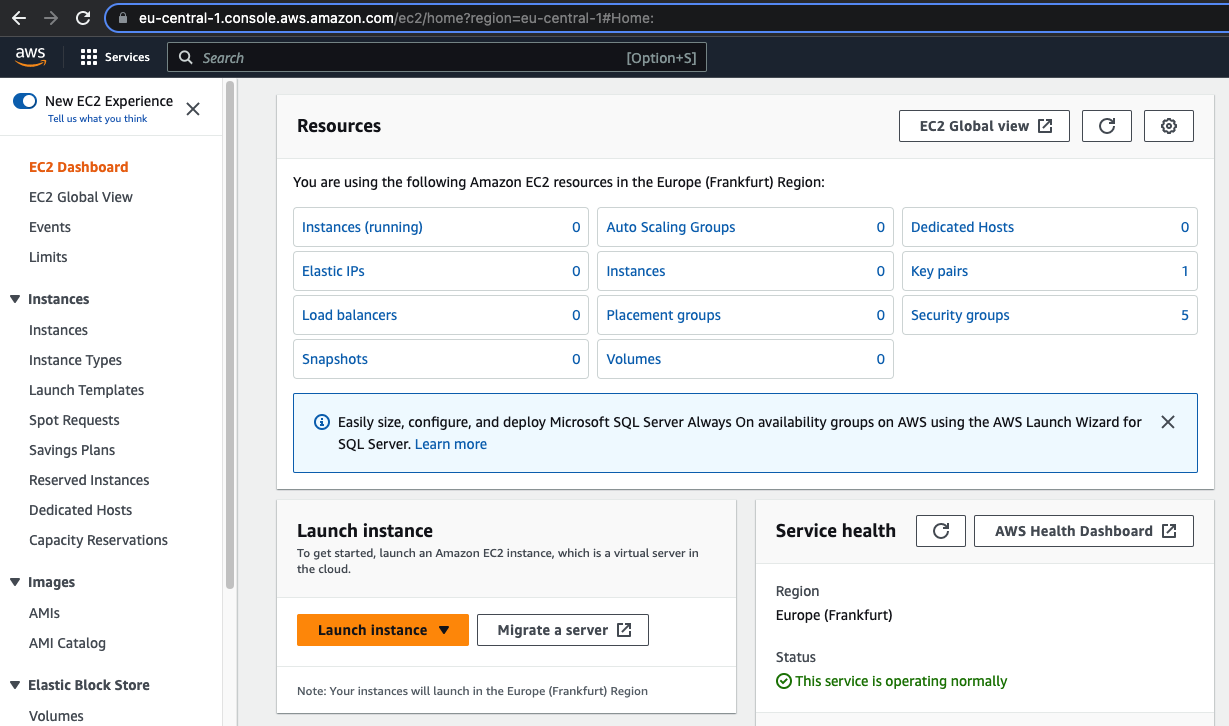 eu-central-1.console.aws.amazon.com/ec2/home?region=eu-central-1#Home:
aws
Services
Search
[Option+S]
New EC2 Experience
Tell us what you think
EC2 Dashboard
EC2 Global View
Events
Limits
Instances
Instances
Instance Types
Launch Templates
Spot Requests
Savings Plans
Reserved Instances
Dedicated Hosts
Capacity Reservations
Images
AMIs
AMI Catalog
Elastic Block Store
Volumes
Resources
EC2 Global view
You are using the following Amazon EC2 resources in the Europe (Frankfurt) Region:
Instances (running) 0
Auto Scaling Groups 0
Dedicated Hosts 0
Elastic IPs 0
Instances 0
Key pairs 1
Load balancers 0
Placement groups 0
Security groups 5
Snapshots 0
Volumes 0
Easily size, configure, and deploy Microsoft SQL Server Always On availability groups on AWS using the AWS Launch Wizard for
SQL Server. Learn more
Launch instance
To get started, launch an Amazon EC2 instance, which is a virtual server in
the cloud.
Launch instance
Migrate a server
Note: Your instances will launch in the Europe (Frankfurt) Region
Service health
AWS Health Dashboard
Region
Europe (Frankfurt)
Status
This service is operating normally